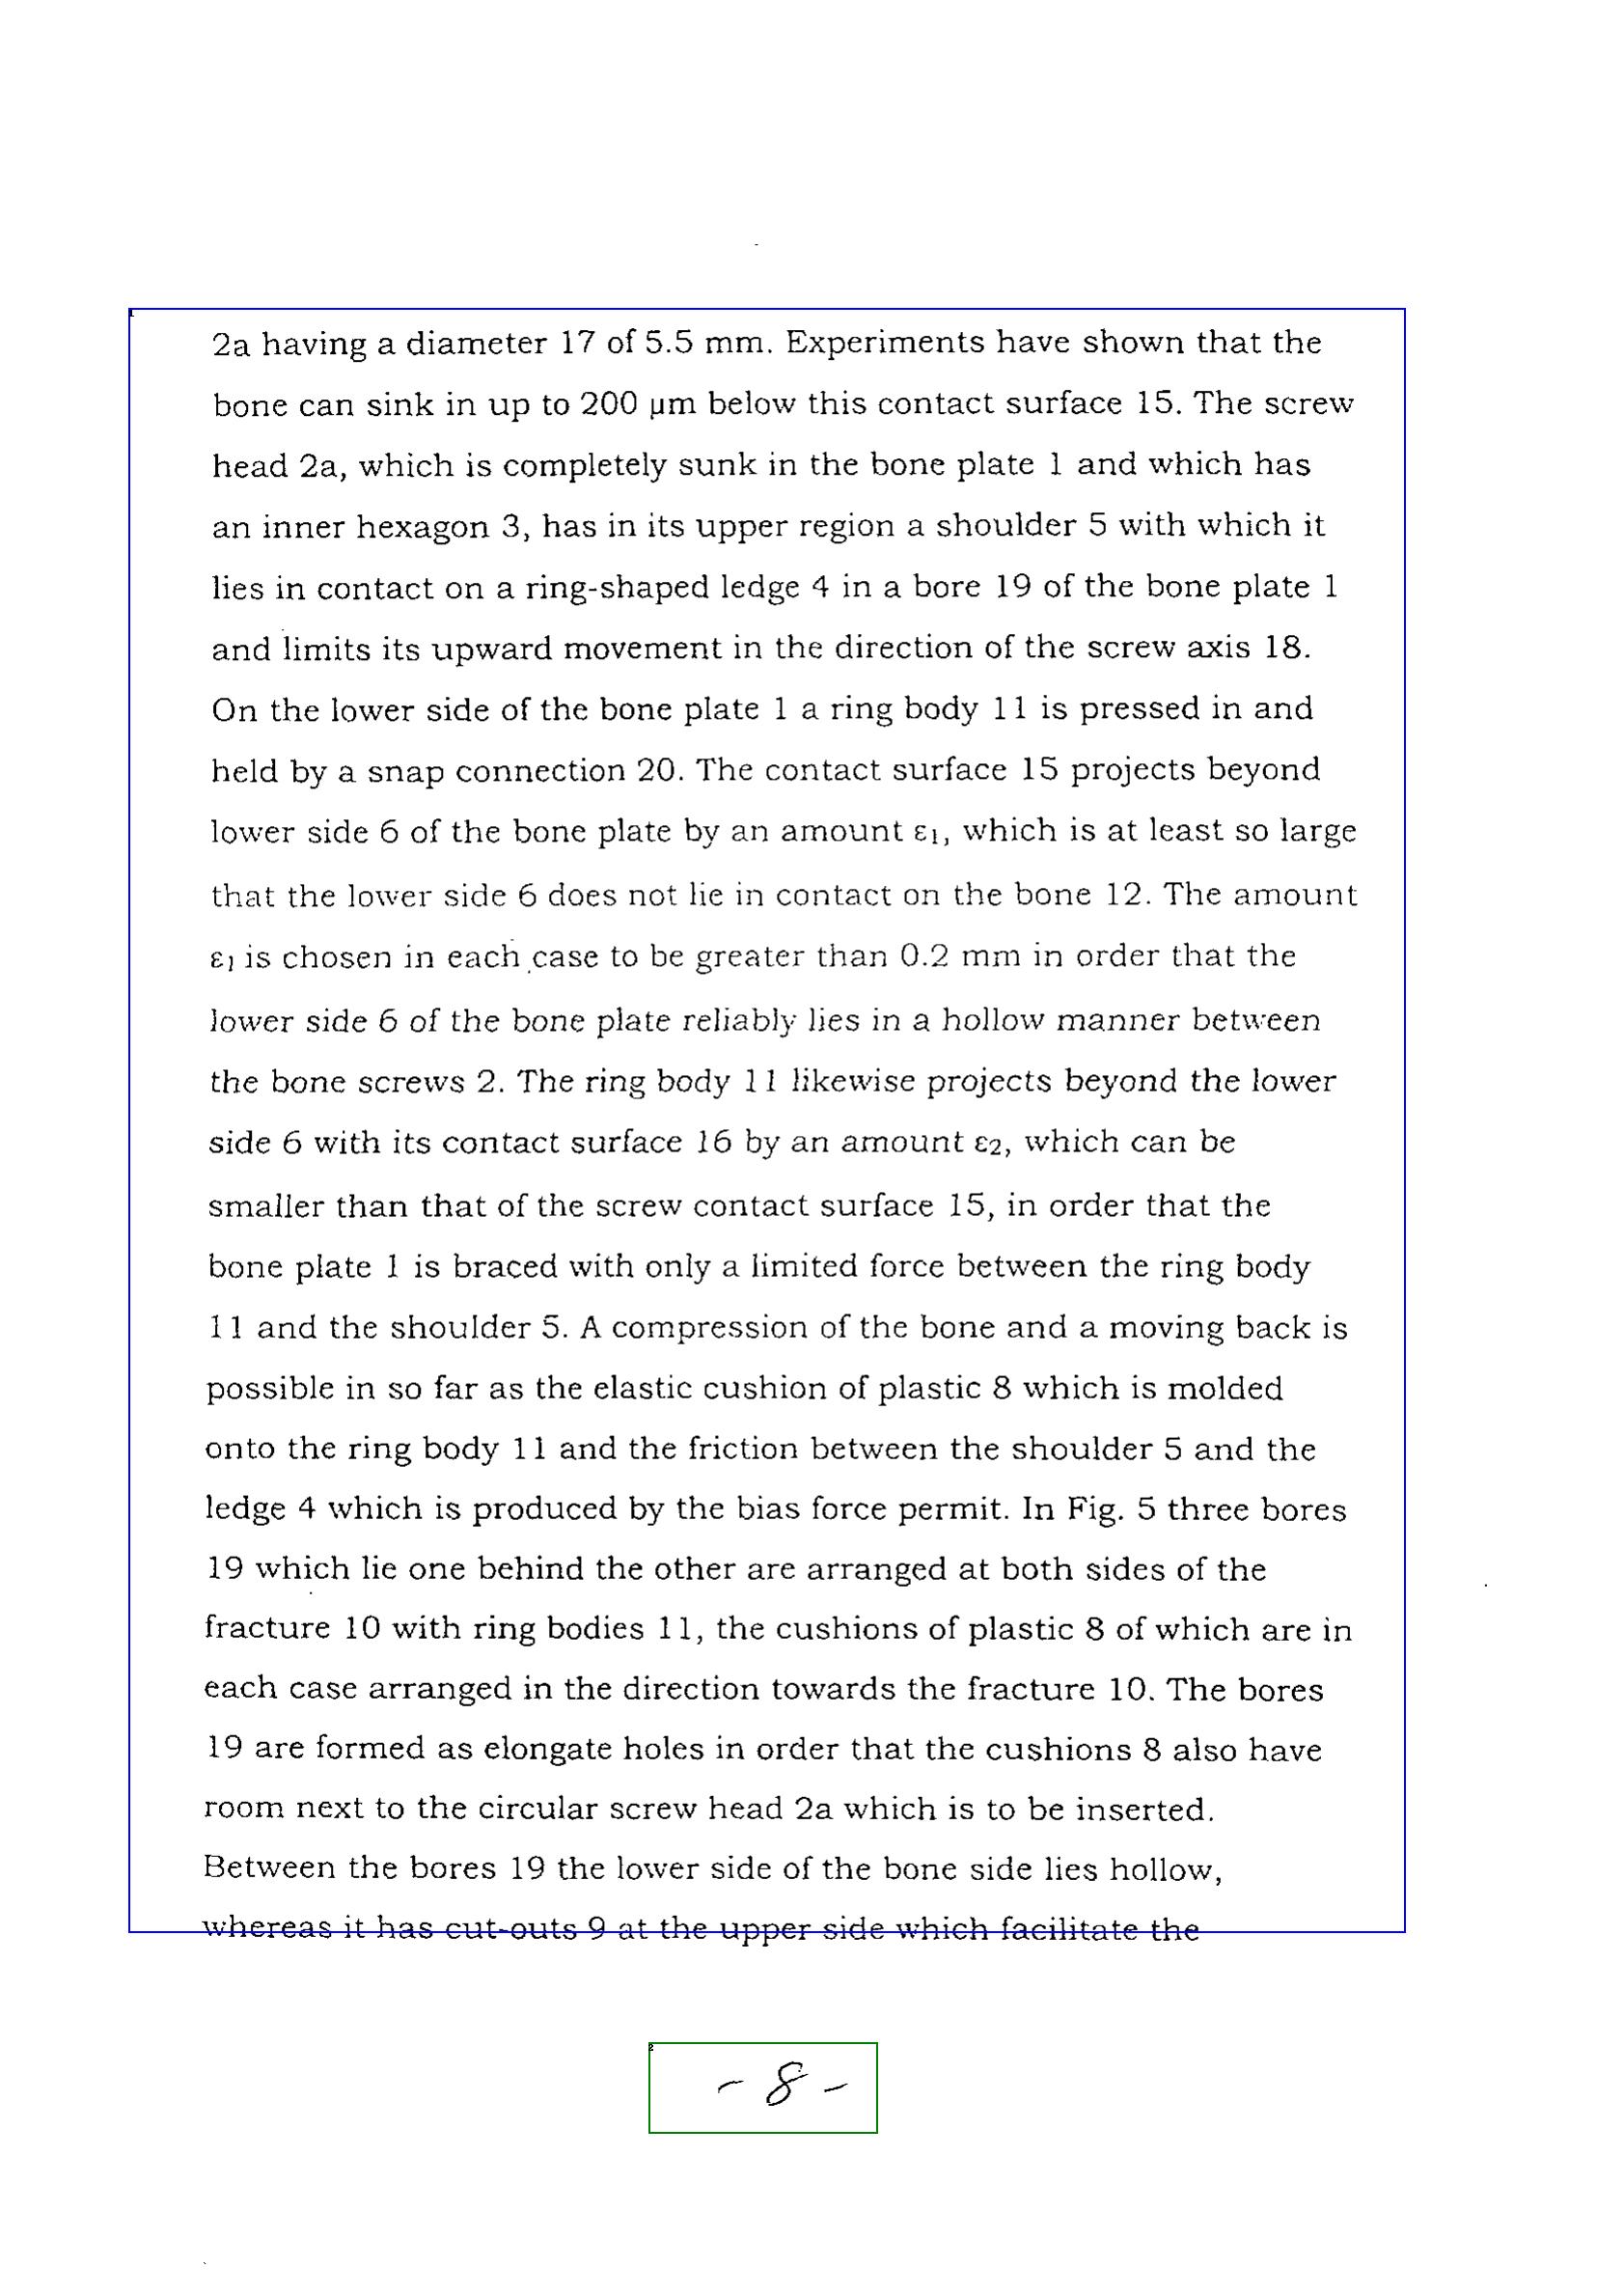 2a having a diameter 17 of 5.5 mm. Experiments have shown that the
bone can sink in up to 200 µm below this contact surface 15. The screw
head 2a, which is completely sunk in the bone plate 1 and which has
an inner hexagon 3, has in its upper region a shoulder 5 with which it
lies in contact on a ring-shaped ledge 4 in a bore 19 of the bone plate 1
and limits its upward movement in the direction of the screw axis 18.
On the lower side of the bone plate 1 a ring body 11 is pressed in and
held by a snap connection 20. The contact surface 15 projects beyond
lower side 6 of the bone plate by an amount ε₁, which is at least so large
that the lower side 6 does not lie in contact on the bone 12. The amount
ε₁ is chosen in each case to be greater than 0.2 mm in order that the
lower side 6 of the bone plate reliably lies in a hollow manner between
the bone screws 2. The ring body 11 likewise projects beyond the lower
side 6 with its contact surface 16 by an amount ε₂, which can be
smaller than that of the screw contact surface 15, in order that the
bone plate 1 is braced with only a limited force between the ring body
11 and the shoulder 5. A compression of the bone and a moving back is
possible in so far as the elastic cushion of plastic 8 which is molded
onto the ring body 11 and the friction between the shoulder 5 and the
ledge 4 which is produced by the bias force permit. In Fig. 5 three bores
19 which lie one behind the other are arranged at both sides of the
fracture 10 with ring bodies 11, the cushions of plastic 8 of which are in
each case arranged in the direction towards the fracture 10. The bores
19 are formed as elongate holes in order that the cushions 8 also have
room next to the circular screw head 2a which is to be inserted.
Between the bores 19 the lower side of the bone side lies hollow,
whereas it has cut-outs 9 at the upper side which facilitate the
- 8 -